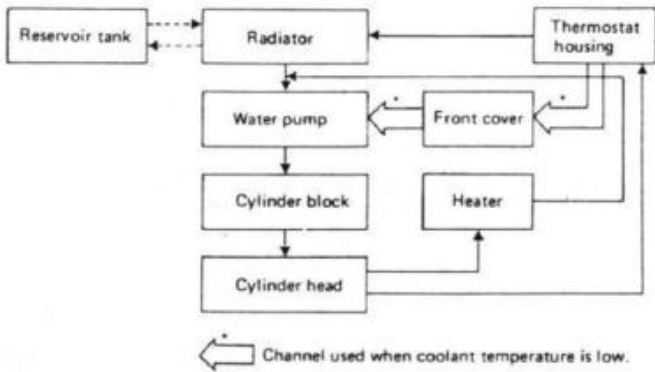 Reservoir tank
Radiator
Thermostat
housing
Water pump
*
Front cover
*
Cylinder block
Heater
Cylinder head
*
Channel used when coolant temperature is low.